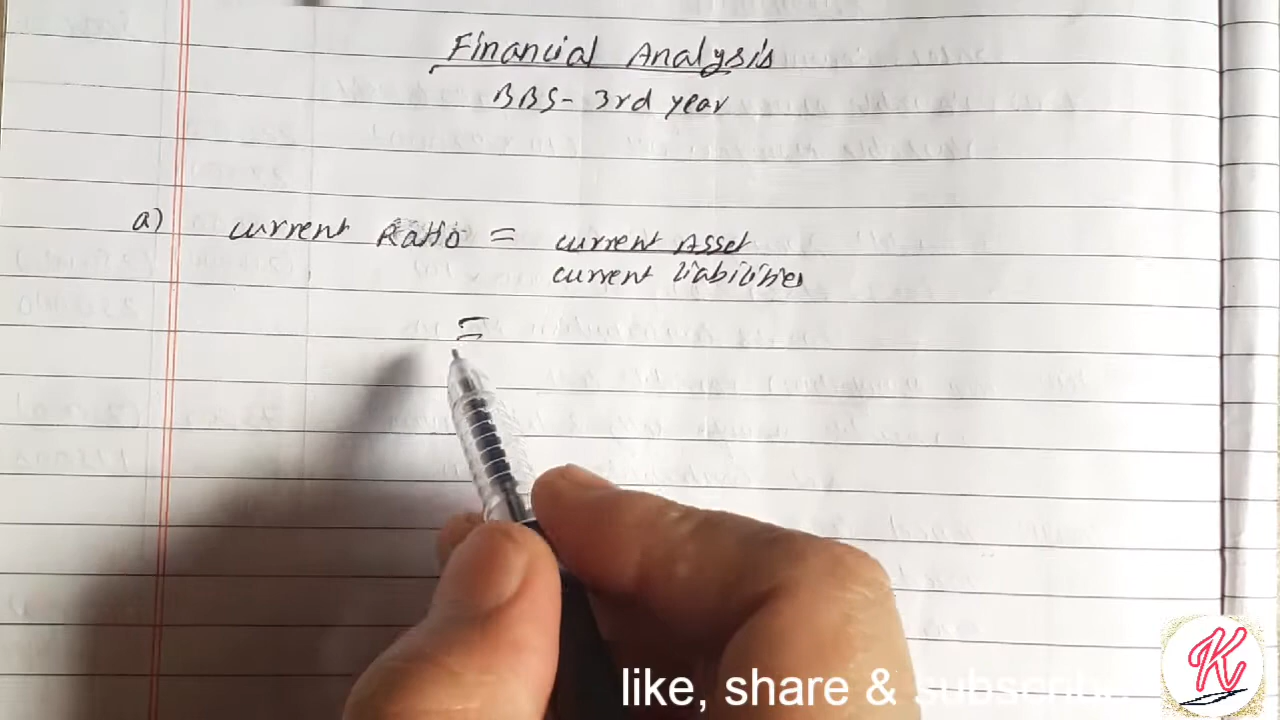 Financial Analysis
BBS- 3rd year
a) current Ratio = current Asset
current liabilities
=
like, share & subscribe
K